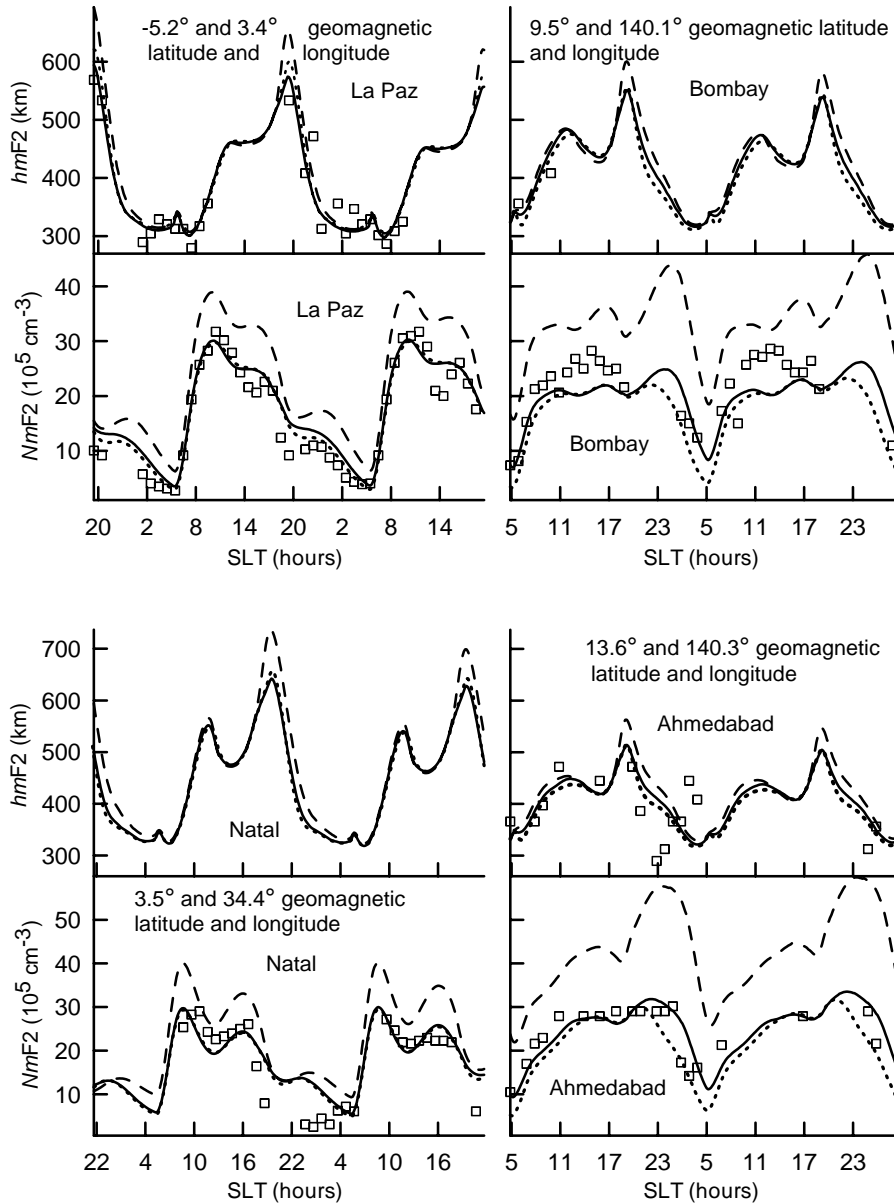 -5.2° and 3.4° geomagnetic
latitude and longitude
La Paz
600
500
400
300
hmF2 (km)
La Paz
40
30
20
10
NmF2 (10⁵ cm⁻³)
20 2 8 14 20 2 8 14
SLT (hours)
9.5° and 140.1° geomagnetic latitude
and longitude
Bombay
Bombay
5 11 17 23 5 11 17 23
SLT (hours)
700
600
500
400
300
hmF2 (km)
Natal
3.5° and 34.4° geomagnetic
latitude and longitude
Natal
50
40
30
20
10
NmF2 (10⁵ cm⁻³)
22 4 10 16 22 4 10 16
SLT (hours)
13.6° and 140.3° geomagnetic
latitude and longitude
Ahmedabad
Ahmedabad
5 11 17 23 5 11 17 23
SLT (hours)